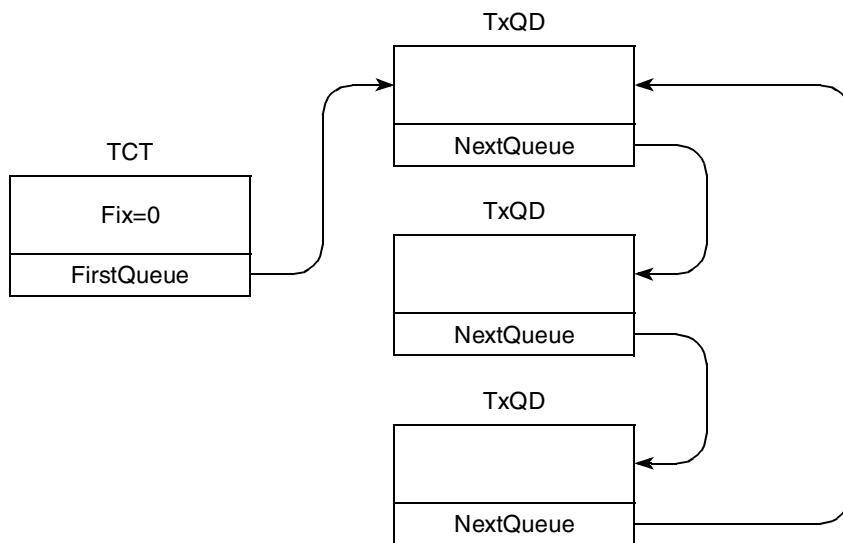 TxQD
NextQueue
TCT
Fix=0
FirstQueue
TxQD
NextQueue
TxQD
NextQueue